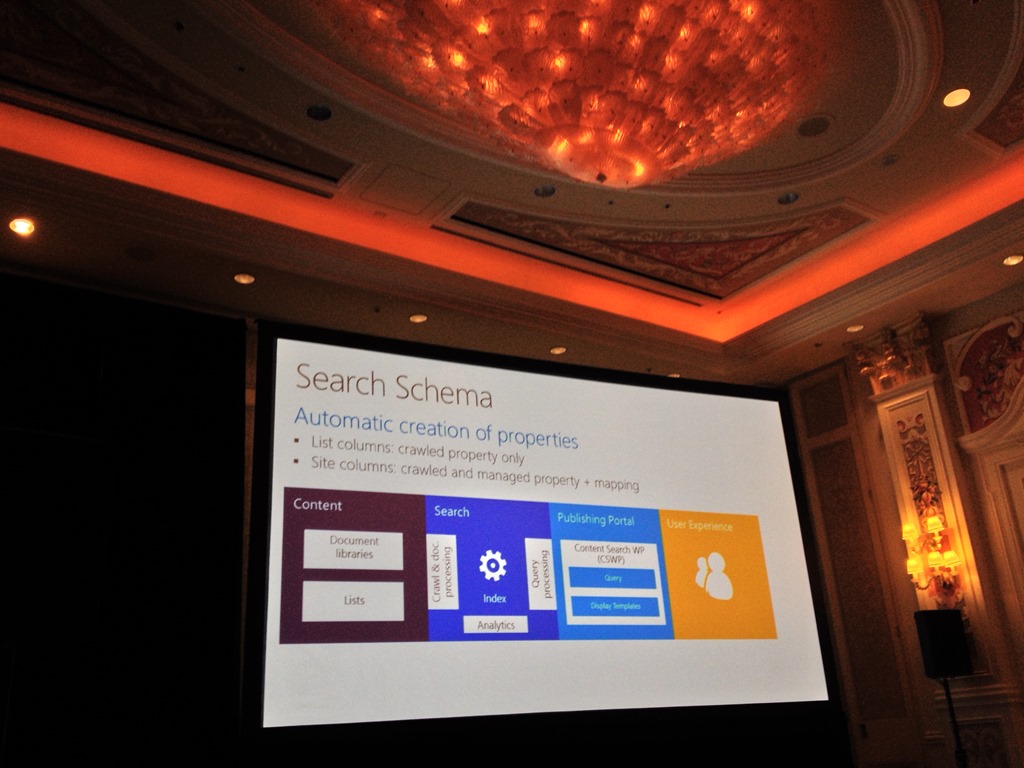 Search Schema
Automatic creation of properties
▪ List columns: crawled property only
▪ Site columns: crawled and managed property + mapping
Content
Document
libraries
Lists
Search
Crawl & doc.
processing
Index
Query
processing
Analytics
Publishing Portal
Content Search WP
(CSWP)
Query
Display Templates
User Experience